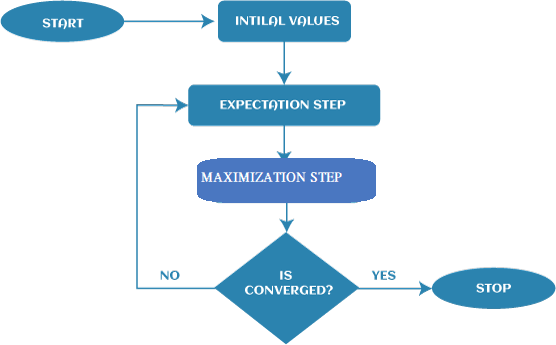 START
INTILAL VALUES
EXPECTATION STEP
MAXIMIZATION STEP
IS
CONVERGED?
NO
YES
STOP